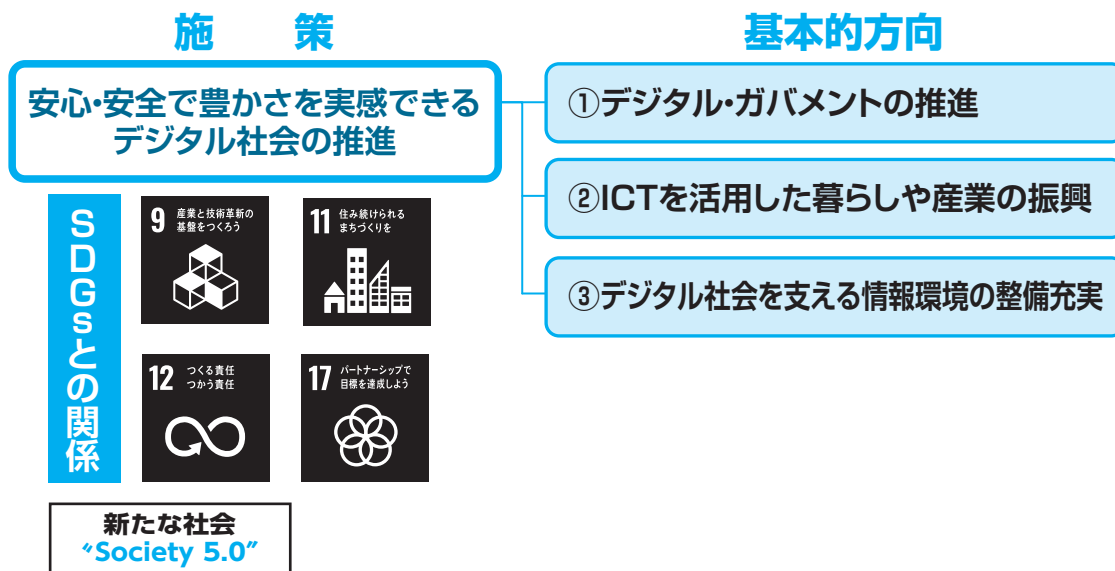 施 策
安心・安全で豊かさを実感できる
デジタル社会の推進
基本的方向
①デジタル・ガバメントの推進
②ICTを活用した暮らしや産業の振興
③デジタル社会を支える情報環境の整備充実
SDGsとの関係
9 産業と技術革新の
基盤をつくろう
11 住み続けられる
まちづくりを
12 つくる責任
つかう責任
17 パートナーシップで
目標を達成しよう
新たな社会
“Society 5.0”